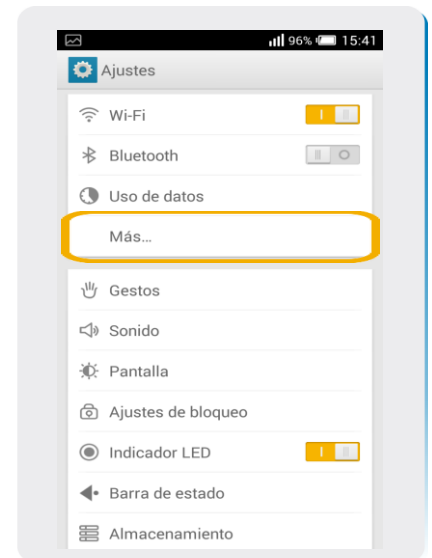 96% 15:41
Ajustes
Wi-Fi
Bluetooth
Uso de datos
Más...
Gestos
Sonido
Pantalla
Ajustes de bloqueo
Indicador LED
Barra de estado
Almacenamiento